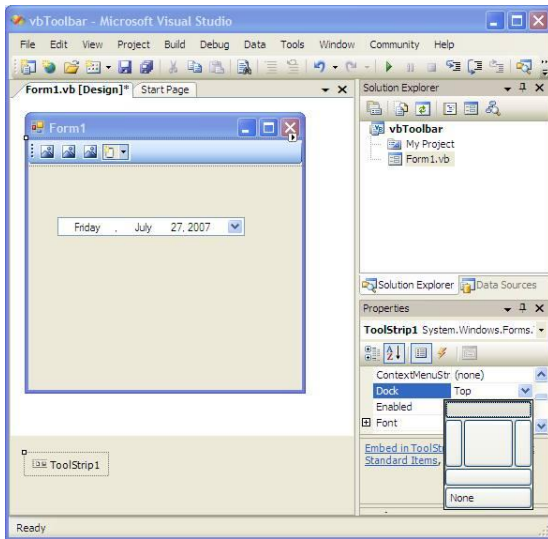 vbToolbar - Microsoft Visual Studio
File Edit View Project Build Debug Data Tools Window Community Help
Form1.vb [Design]* Start Page
Form1
Friday , July 27, 2007
ToolStrip1
Solution Explorer
vbToolbar
My Project
Form1.vb
Solution Explorer Data Sources
Properties
ToolStrip1 System.Windows.Forms.
ContextMenuStr (none)
Dock Top
Enabled
Font
None
Embed in ToolSt
Standard Items,
Ready